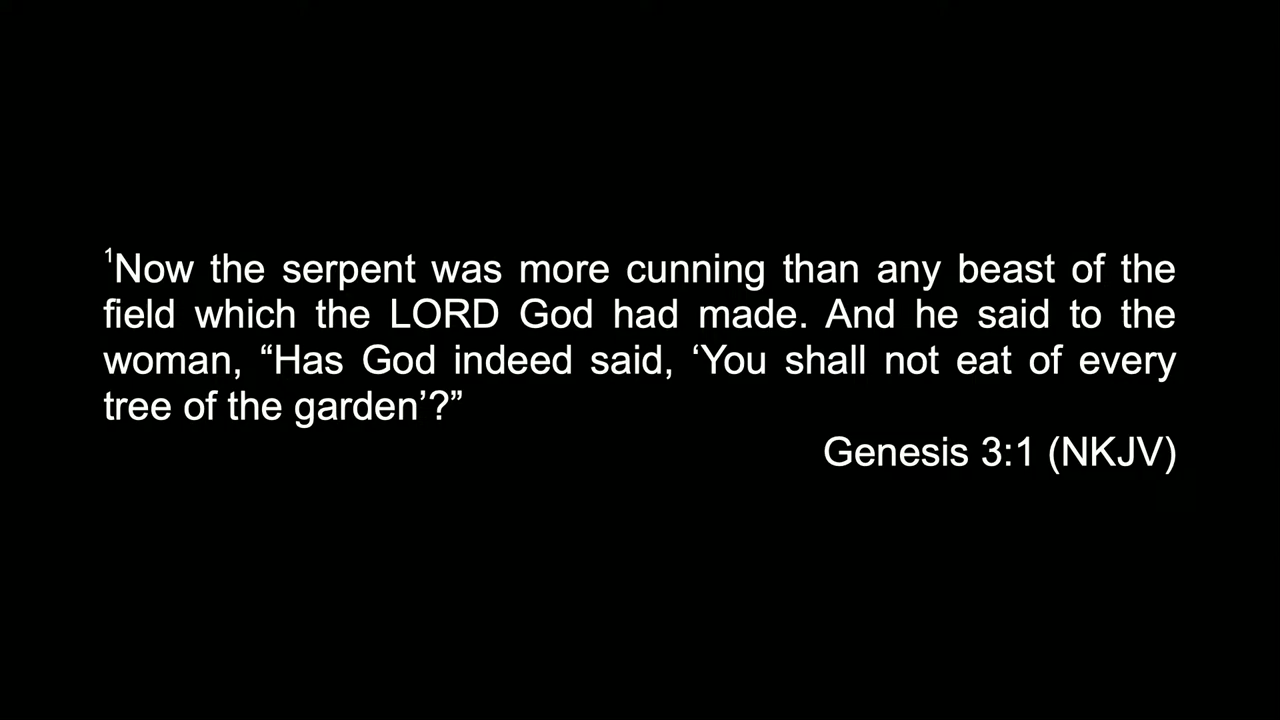 ¹Now the serpent was more cunning than any beast of the
field which the LORD God had made. And he said to the
woman, “Has God indeed said, ‘You shall not eat of every
tree of the garden’?”
Genesis 3:1 (NKJV)